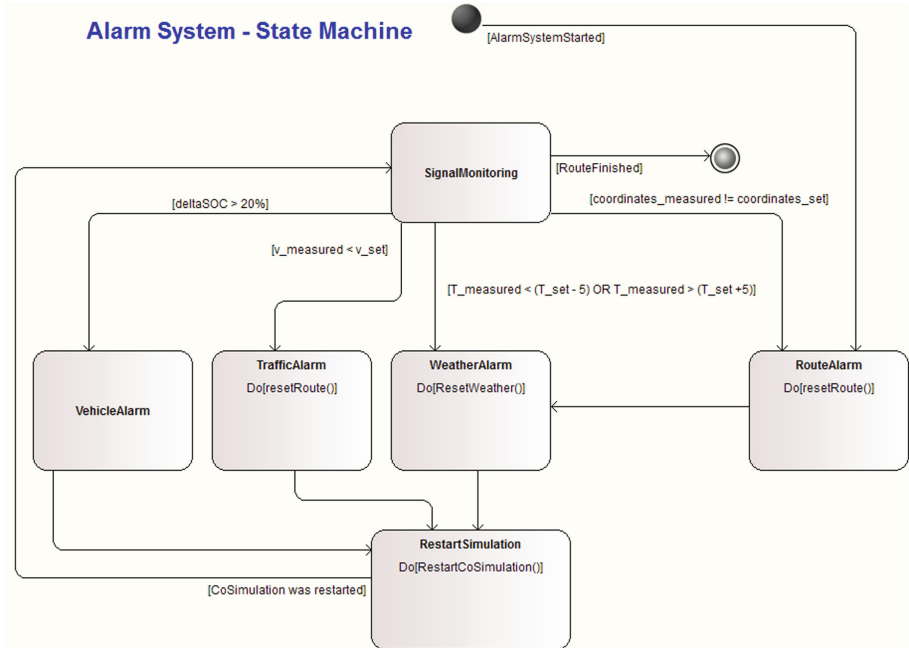 Alarm System - State Machine
[AlarmSystemStarted]
SignalMonitoring
[RouteFinished]
[deltaSOC > 20%]
[coordinates_measured != coordinates_set]
[v_measured < v_set]
[T_measured < (T_set - 5) OR T_measured > (T_set +5)]
VehicleAlarm
TrafficAlarm
Do[resetRoute()]
WeatherAlarm
Do[ResetWeather()]
RouteAlarm
Do[resetRoute()]
RestartSimulation
Do[RestartCoSimulation()]
[CoSimulation was restarted]